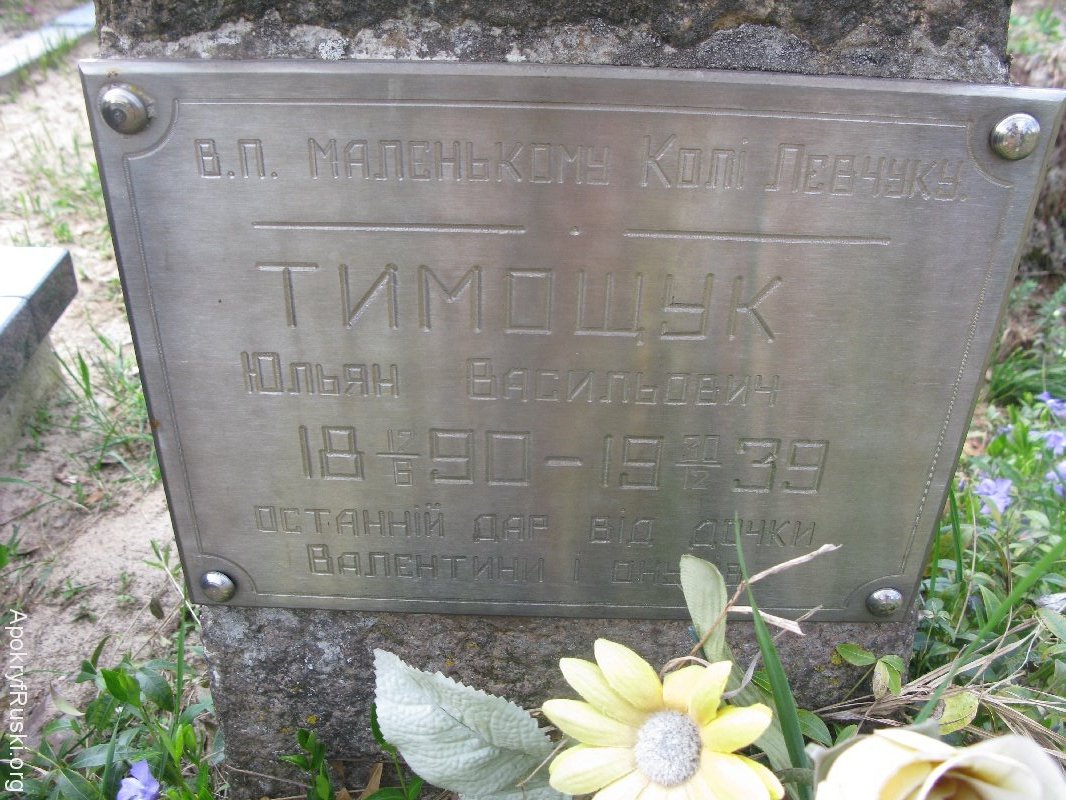 В.П. МАЛЄНЬКОМУ КОЛІ ЛЕВЧУКУ.
ТИМОЩУК
ЮЛЬЯН ВАСИЛЬОВИЧ
18 12/6 90 – 19 30/12 39
ОСТАННІЙ ДАР ВІД ДОЧКИ
ВАЛЕНТИНИ І
ApokryfRuski.org